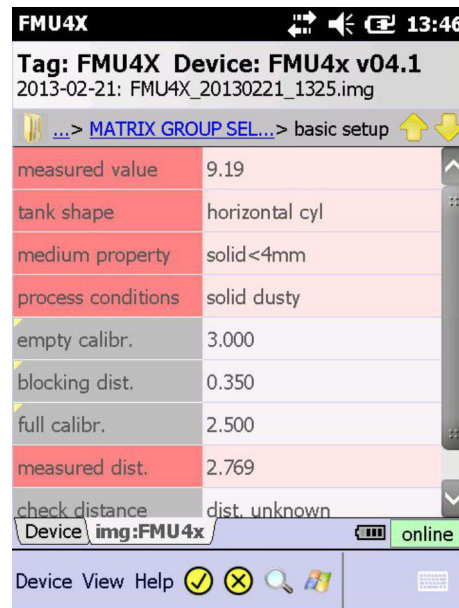 FMU4X 13:46
Tag: FMU4X Device: FMU4x v04.1
2013-02-21: FMU4X_20130221_1325.img
...> MATRIX GROUP SEL...> basic setup
measured value 9.19
tank shape horizontal cyl
medium property solid<4mm
process conditions solid dusty
empty calibr. 3.000
blocking dist. 0.350
full calibr. 2.500
measured dist. 2.769
check distance dist. unknown
Device img:FMU4x online
Device View Help